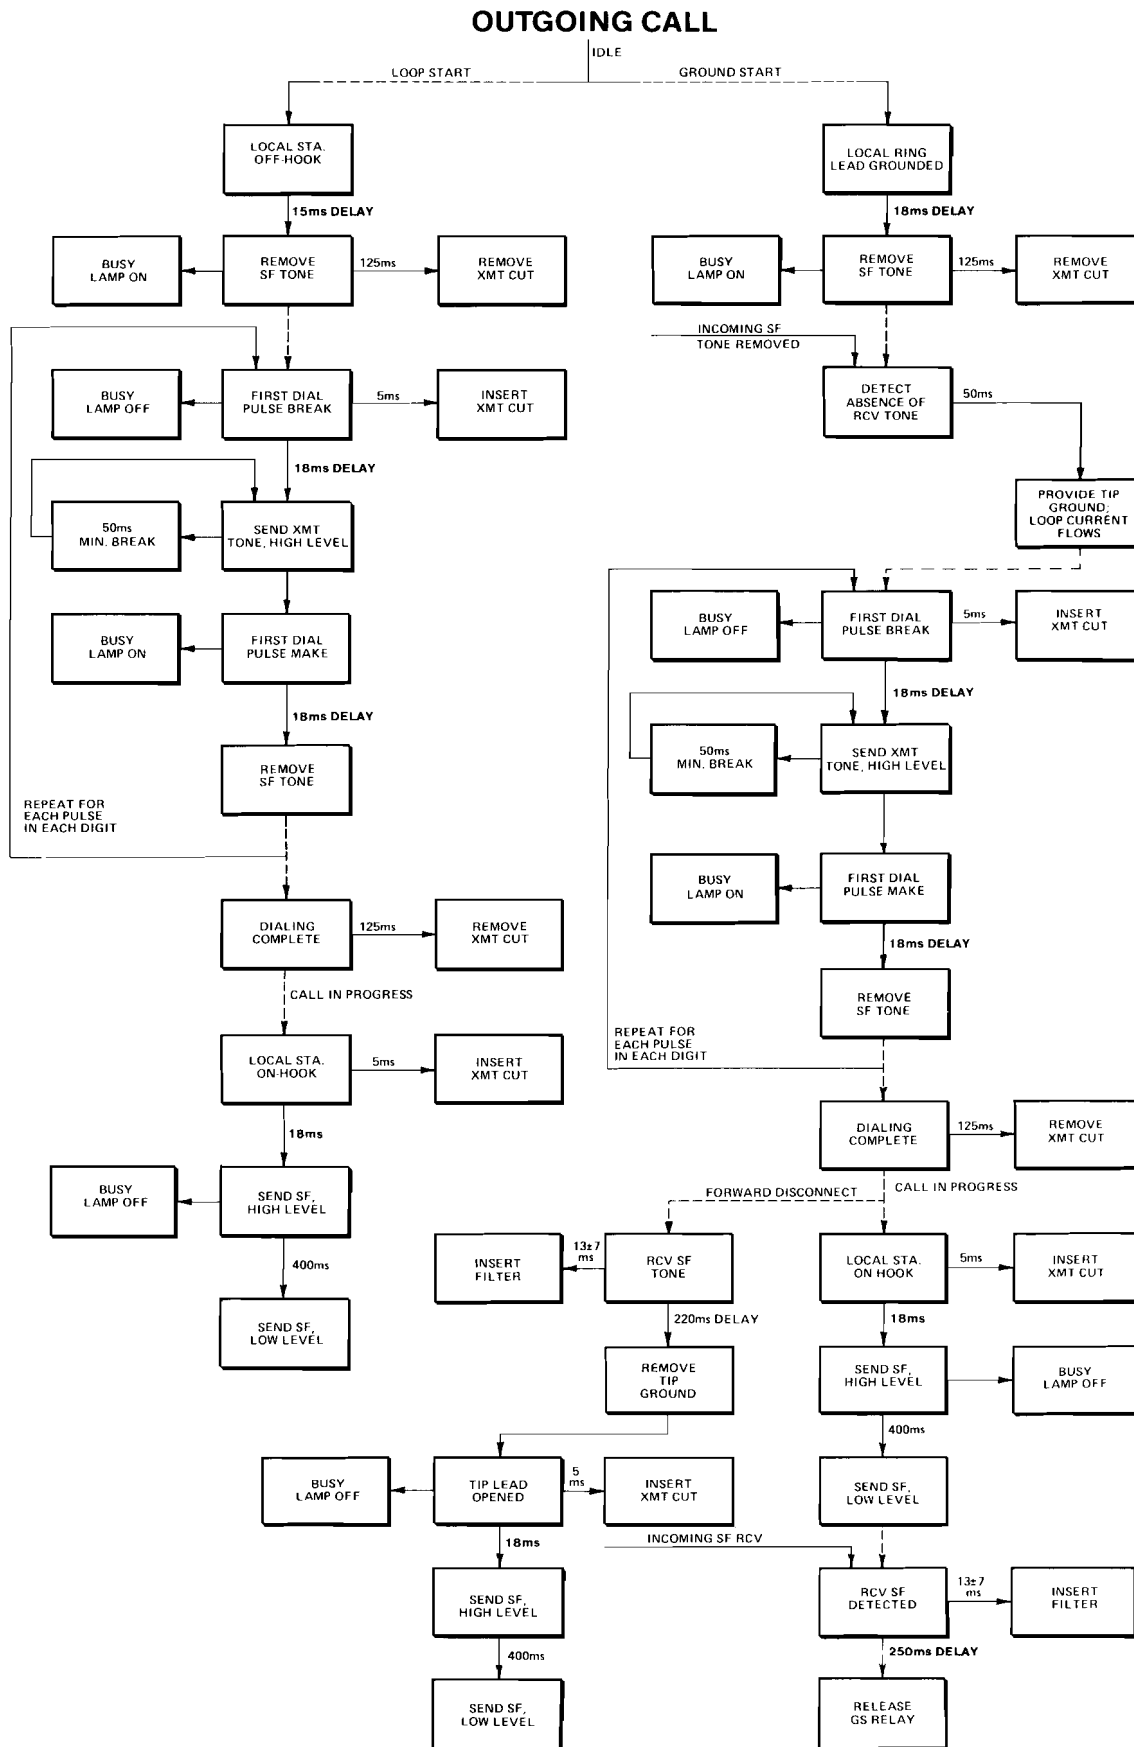 OUTGOING CALL
IDLE
LOOP START
GROUND START
LOCAL STA.
OFF-HOOK
15ms DELAY
BUSY
LAMP ON
REMOVE
SF TONE
125ms
REMOVE
XMT CUT
BUSY
LAMP OFF
FIRST DIAL
PULSE BREAK
5ms
INSERT
XMT CUT
18ms DELAY
50ms
MIN. BREAK
SEND XMT
TONE, HIGH LEVEL
BUSY
LAMP ON
FIRST DIAL
PULSE MAKE
18ms DELAY
REMOVE
SF TONE
REPEAT FOR
EACH PULSE
IN EACH DIGIT
DIALING
COMPLETE
125ms
REMOVE
XMT CUT
CALL IN PROGRESS
LOCAL STA.
ON-HOOK
5ms
INSERT
XMT CUT
18ms
BUSY
LAMP OFF
SEND SF,
HIGH LEVEL
400ms
SEND SF,
LOW LEVEL
LOCAL RING
LEAD GROUNDED
18ms DELAY
BUSY
LAMP ON
REMOVE
SF TONE
125ms
REMOVE
XMT CUT
INCOMING SF
TONE REMOVED
DETECT
ABSENCE OF
RCV TONE
50ms
PROVIDE TIP
GROUND;
LOOP CURRENT
FLOWS
BUSY
LAMP OFF
FIRST DIAL
PULSE BREAK
5ms
INSERT
XMT CUT
18ms DELAY
50ms
MIN. BREAK
SEND XMT
TONE, HIGH LEVEL
BUSY
LAMP ON
FIRST DIAL
PULSE MAKE
18ms DELAY
REMOVE
SF TONE
REPEAT FOR
EACH PULSE
IN EACH DIGIT
DIALING
COMPLETE
125ms
REMOVE
XMT CUT
FORWARD DISCONNECT
CALL IN PROGRESS
INSERT
FILTER
13±7
ms
RCV SF
TONE
220ms DELAY
REMOVE
TIP
GROUND
BUSY
LAMP OFF
TIP LEAD
OPENED
5
ms
INSERT
XMT CUT
18ms
SEND SF,
HIGH LEVEL
400ms
SEND SF,
LOW LEVEL
LOCAL STA.
ON HOOK
5ms
INSERT
XMT CUT
18ms
SEND SF,
HIGH LEVEL
BUSY
LAMP OFF
400ms
SEND SF,
LOW LEVEL
INCOMING SF RCV
RCV SF
DETECTED
13±7
ms
INSERT
FILTER
250ms DELAY
RELEASE
GS RELAY